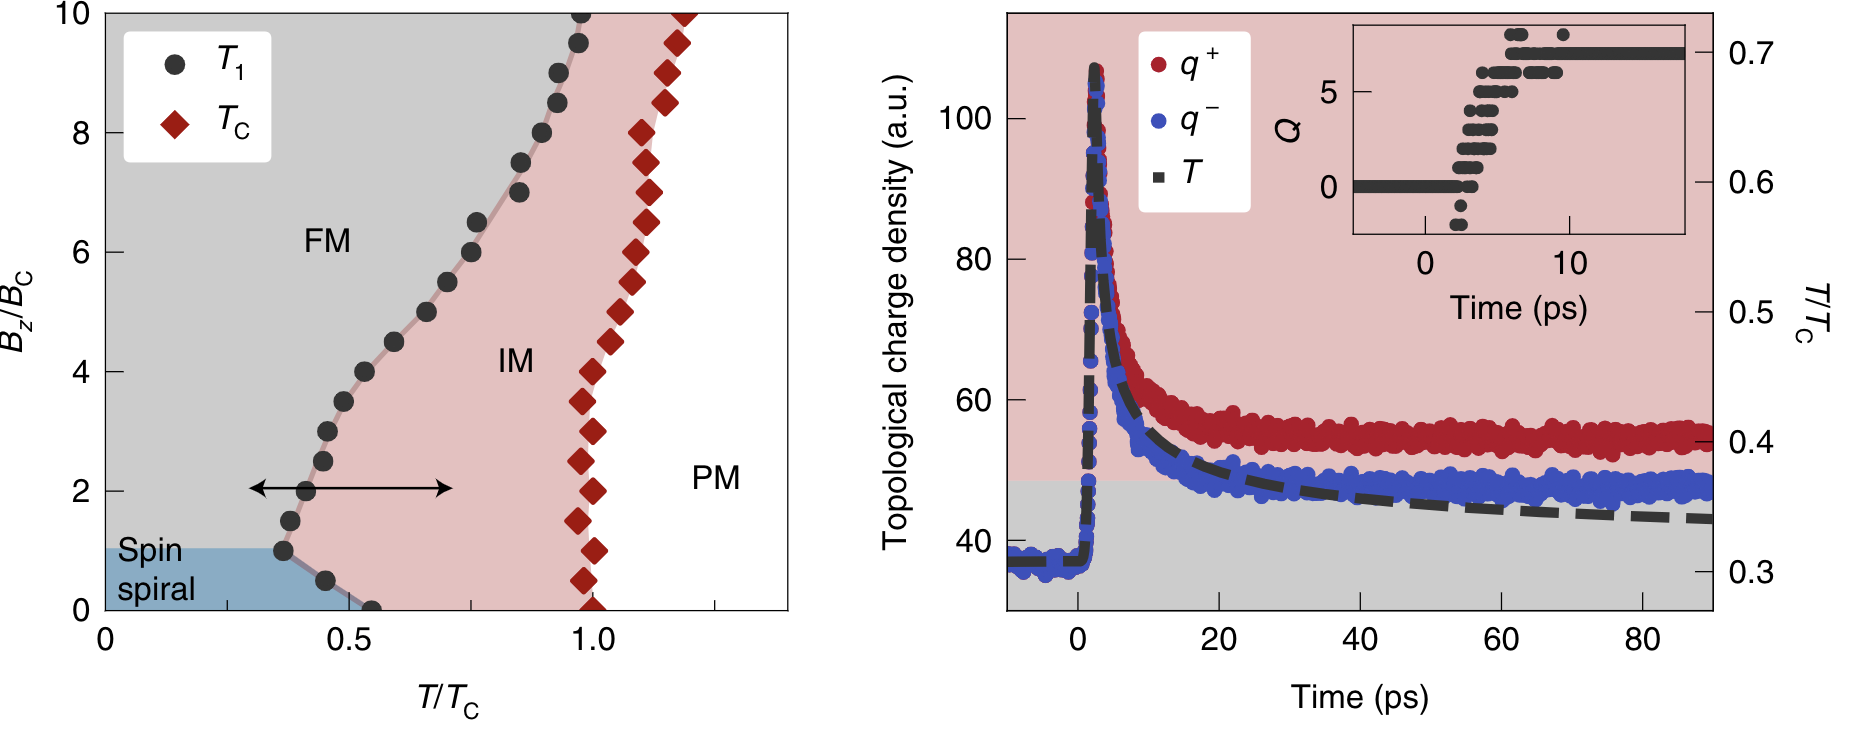 10
8
6
4
2
0
B_z/B_C
T_1
T_C
FM
IM
PM
Spin
spiral
0
0.5
1.0
T/T_C
Topological charge density (a.u.)
100
80
60
40
q^+
q^−
T
Q
5
0
0
10
Time (ps)
0.7
0.6
0.5
0.4
0.3
T/T_C
0
20
40
60
80
Time (ps)